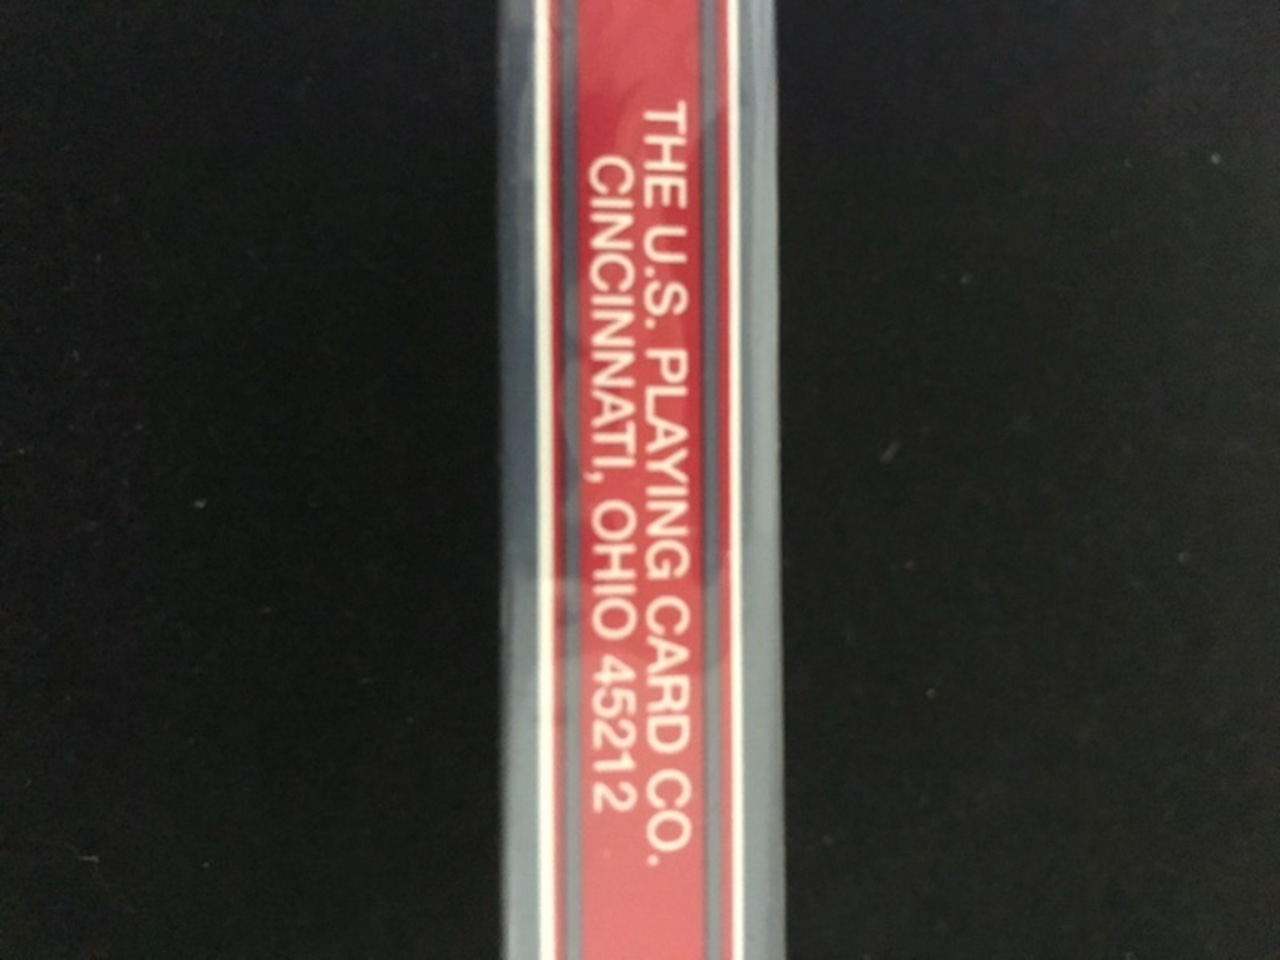 THE U.S. PLAYING CARD CO.
CINCINNATI, OHIO 45212